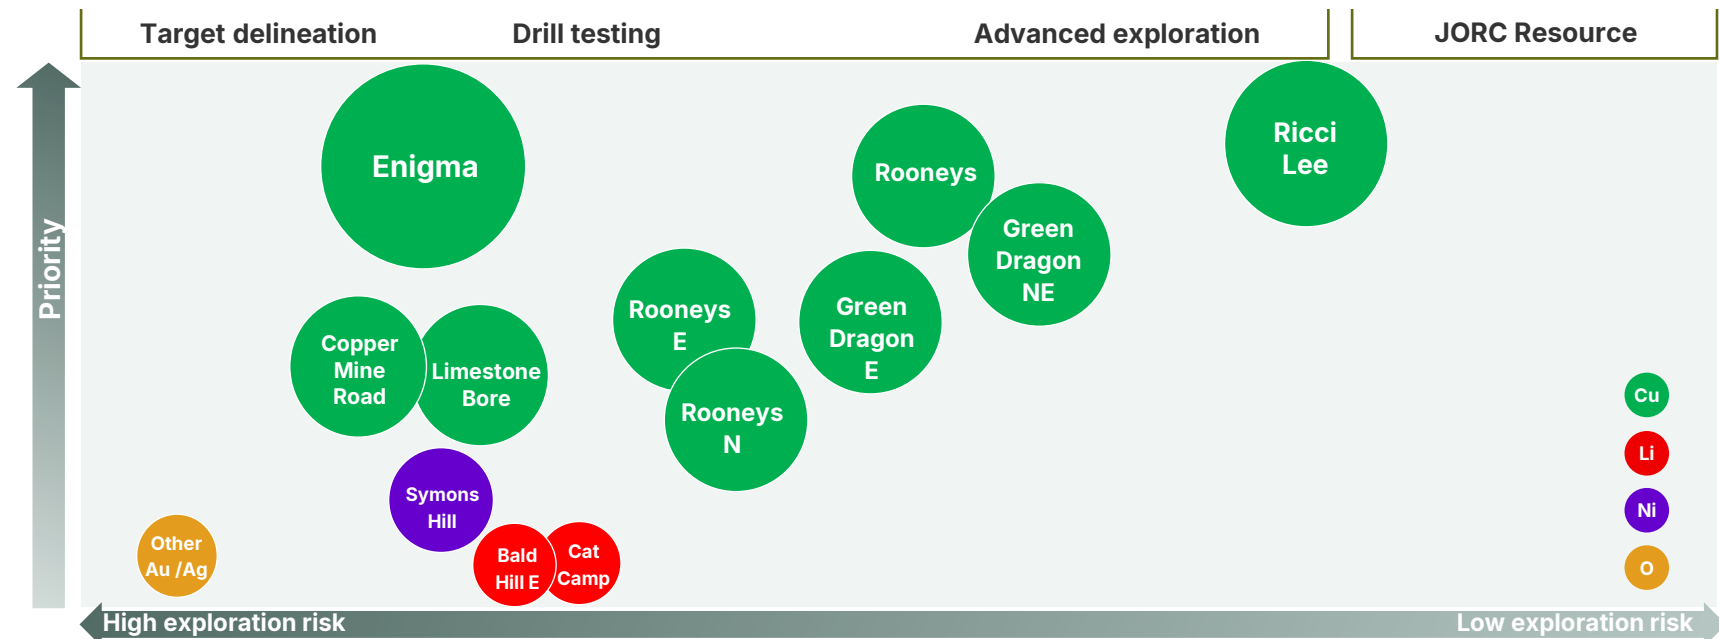 Target delineation
Drill testing
Advanced exploration
JORC Resource
Priority
Enigma
Rooneys
Ricci
Lee
Green
Dragon
NE
Rooneys
E
Green
Dragon
E
Copper
Mine
Road
Limestone
Bore
Rooneys
N
Symons
Hill
Other
Au /Ag
Bald
Hill E
Cat
Camp
Cu
Li
Ni
O
High exploration risk
Low exploration risk